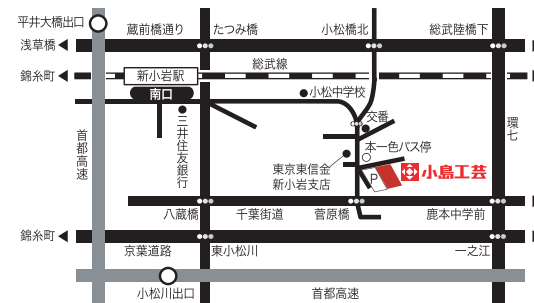 平井大橋出口
蔵前橋通り
たつみ橋
小松橋北
総武陸橋下
浅草橋
総武線
錦糸町
新小岩駅
南口
小松中学校
三井住友銀行
交番
環七
首都高速
本一色バス停
東京東信金
新小岩支店
P
小島工芸
八蔵橋
千葉街道
菅原橋
鹿本中学前
錦糸町
京葉道路
東小松川
一之江
小松川出口
首都高速